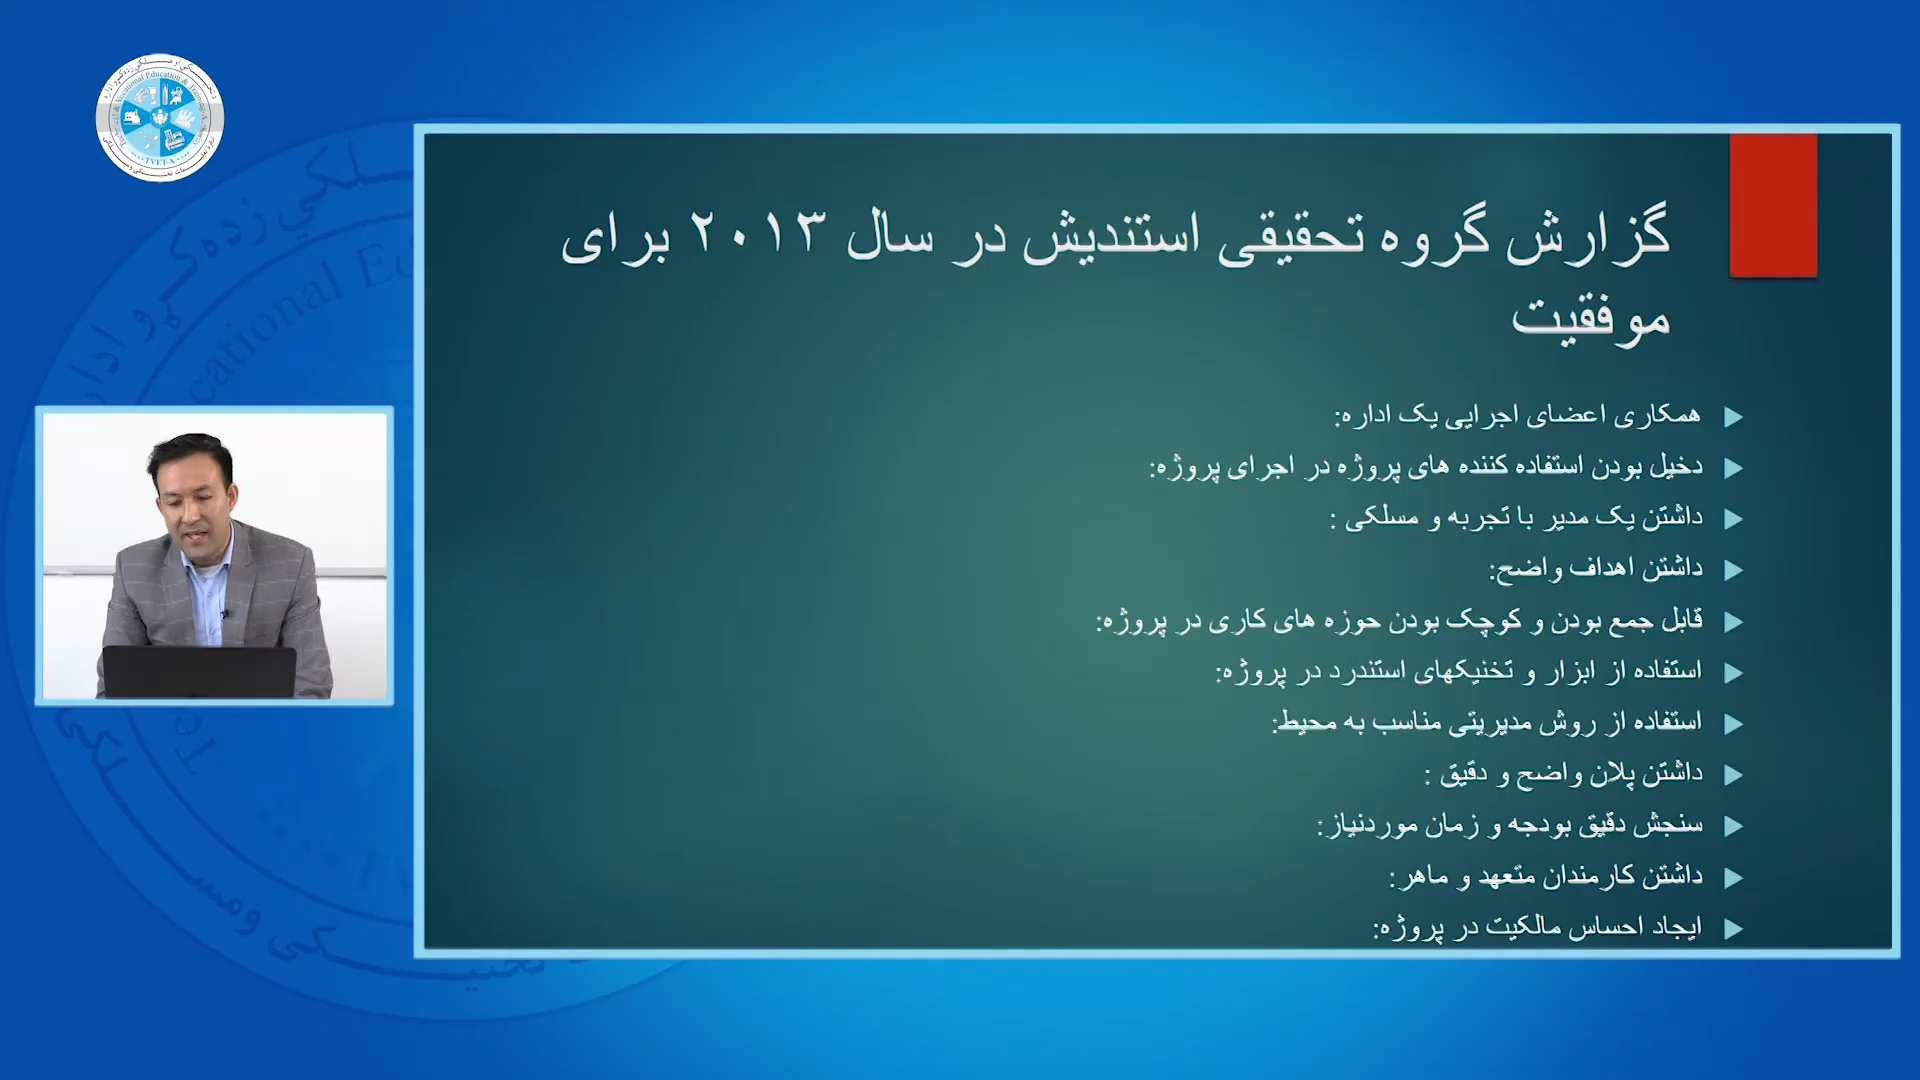 گزارش گروه تحقیقی استندیش در سال ۲۰۱۳ برای
موفقیت
همکاری اعضای اجرایی یک اداره:
دخیل بودن استفاده کننده های پروژه در اجرای پروژه:
داشتن یک مدیر با تجربه و مسلکی :
داشتن اهداف واضح:
قابل جمع بودن و کوچک بودن حوزه های کاری در پروژه:
استفاده از ابزار و تخنیکهای استندرد در پروژه:
استفاده از روش مدیریتی مناسب به محیط:
داشتن پلان واضح و دقیق :
سنجش دقیق بودجه و زمان موردنیاز:
داشتن کارمندان متعهد و ماهر:
ایجاد احساس مالکیت در پروژه:
TVET-A